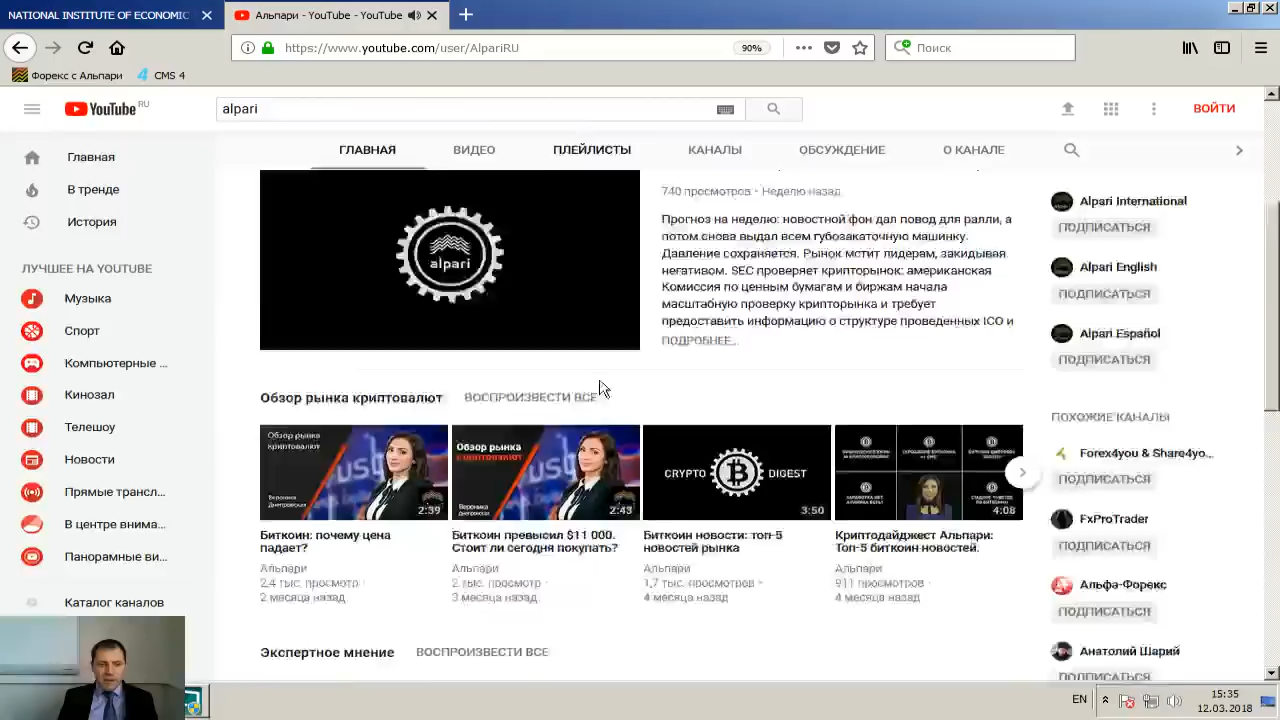 NATIONAL INSTITUTE OF ECONOMIC
Альпари - YouTube - YouTube
https://www.youtube.com/user/AlpariRU
90%
Поиск
Форекс с Альпари
CMS 4
YouTube RU
alpari
ВОЙТИ
ГЛАВНАЯ
ВИДЕО
ПЛЕЙЛИСТЫ
КАНАЛЫ
ОБСУЖДЕНИЕ
О КАНАЛЕ
Главная
В тренде
История
ЛУЧШЕЕ НА YOUTUBE
Музыка
Спорт
Компьютерные ...
Кинозал
Телешоу
Новости
Прямые трансл...
В центре внима...
Панорамные ви...
Каталог каналов
alpari
740 просмотров • Неделю назад
Прогноз на неделю: новостной фон дал повод для ралли, а
потом снова выдал всем губозакаточную машинку.
Давление сохраняется. Рынок мстит лидерам, закидывая
негативом. SEC проверяет крипторынок: американская
Комиссия по ценным бумагам и биржам начала
масштабную проверку крипторынка и требует
предоставить информацию о структуре проведенных ICO и
ПОДРОБНЕЕ...
Обзор рынка криптовалют
ВОСПРОИЗВЕСТИ ВСЕ
Обзор рынка
криптовалют
2:39
Биткоин: почему цена
падает?
Альпари
2,4 тыс. просмотр
2 месяца назад
Обзор рынка
Вероника
2:43
Биткоин превысил $11 000.
Стоит ли сегодня покупать?
Альпари
2 тыс. просмотр
3 месяца назад
CRYPTO DIGEST
3:50
Биткоин новости: топ-5
новостей рынка
Альпари
1,7 тыс. просмотров •
4 месяца назад
4:08
Криптодайджест Альпари:
Топ-5 биткоин новостей.
Альпари
911 просмотров •
4 месяца назад
Экспертное мнение
ВОСПРОИЗВЕСТИ ВСЕ
Alpari International
ПОДПИСАТЬСЯ
Alpari English
ПОДПИСАТЬСЯ
Alpari Español
ПОДПИСАТЬСЯ
ПОХОЖИЕ КАНАЛЫ
Forex4you & Share4yo...
ПОДПИСАТЬСЯ
FxProTrader
ПОДПИСАТЬСЯ
Альфа-Форекс
ПОДПИСАТЬСЯ
Анатолий Шарий
ПОДПИСАТЬСЯ
EN
15:35
12.03.2018